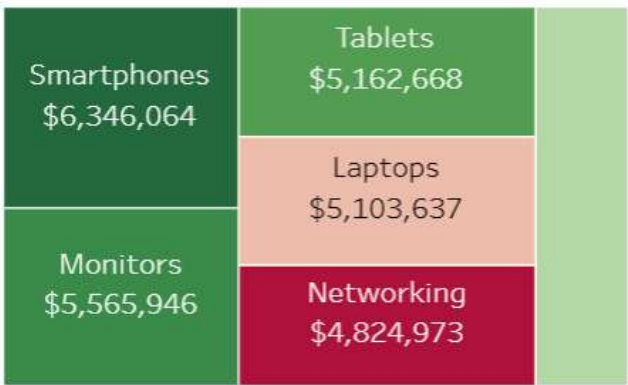 Smartphones
$6,346,064
Monitors
$5,565,946
Tablets
$5,162,668
Laptops
$5,103,637
Networking
$4,824,973